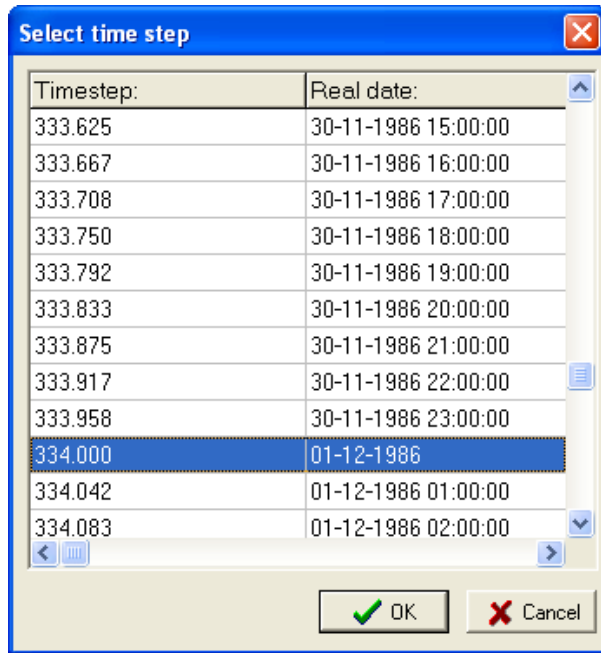 Select time step
Timestep: Real date:
333.625 30-11-1986 15:00:00
333.667 30-11-1986 16:00:00
333.708 30-11-1986 17:00:00
333.750 30-11-1986 18:00:00
333.792 30-11-1986 19:00:00
333.833 30-11-1986 20:00:00
333.875 30-11-1986 21:00:00
333.917 30-11-1986 22:00:00
333.958 30-11-1986 23:00:00
334.000 01-12-1986
334.042 01-12-1986 01:00:00
334.083 01-12-1986 02:00:00
OK Cancel